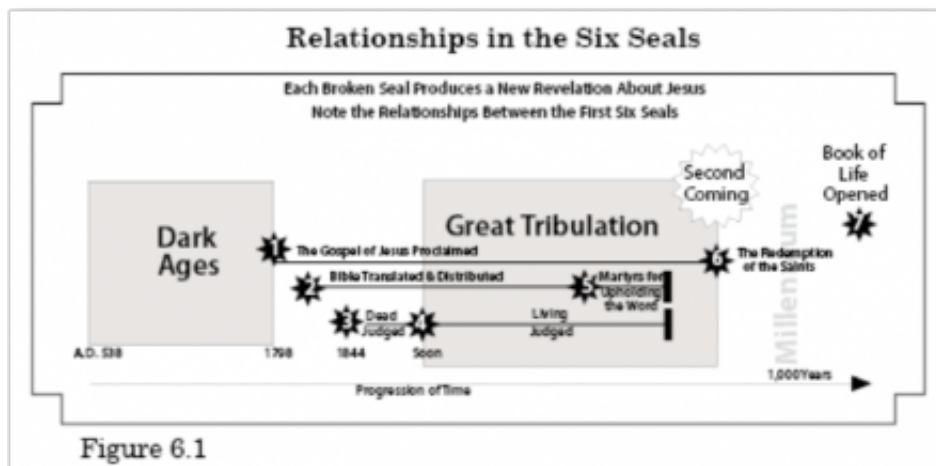 Relationships in the Six Seals
Each Broken Seal Produces a New Revelation About Jesus
Note the Relationships Between the First Six Seals
Second
Coming
Book of
Life
Opened
7
Dark
Ages
Great Tribulation
1
The Gospel of Jesus Proclaimed
6
The Redemption
of the Saints
2
Bible Translated & Distributed
5
Martyrs for
Upholding
the Word
3
Dead
Judged
4
Living
Judged
A.D. 538
1798
1844
Soon
Millennium
1,000 Years
Progression of Time
Figure 6.1